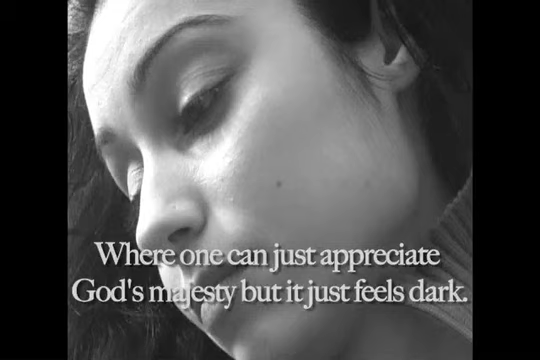 Where one can just appreciate
God's majesty but it just feels dark.